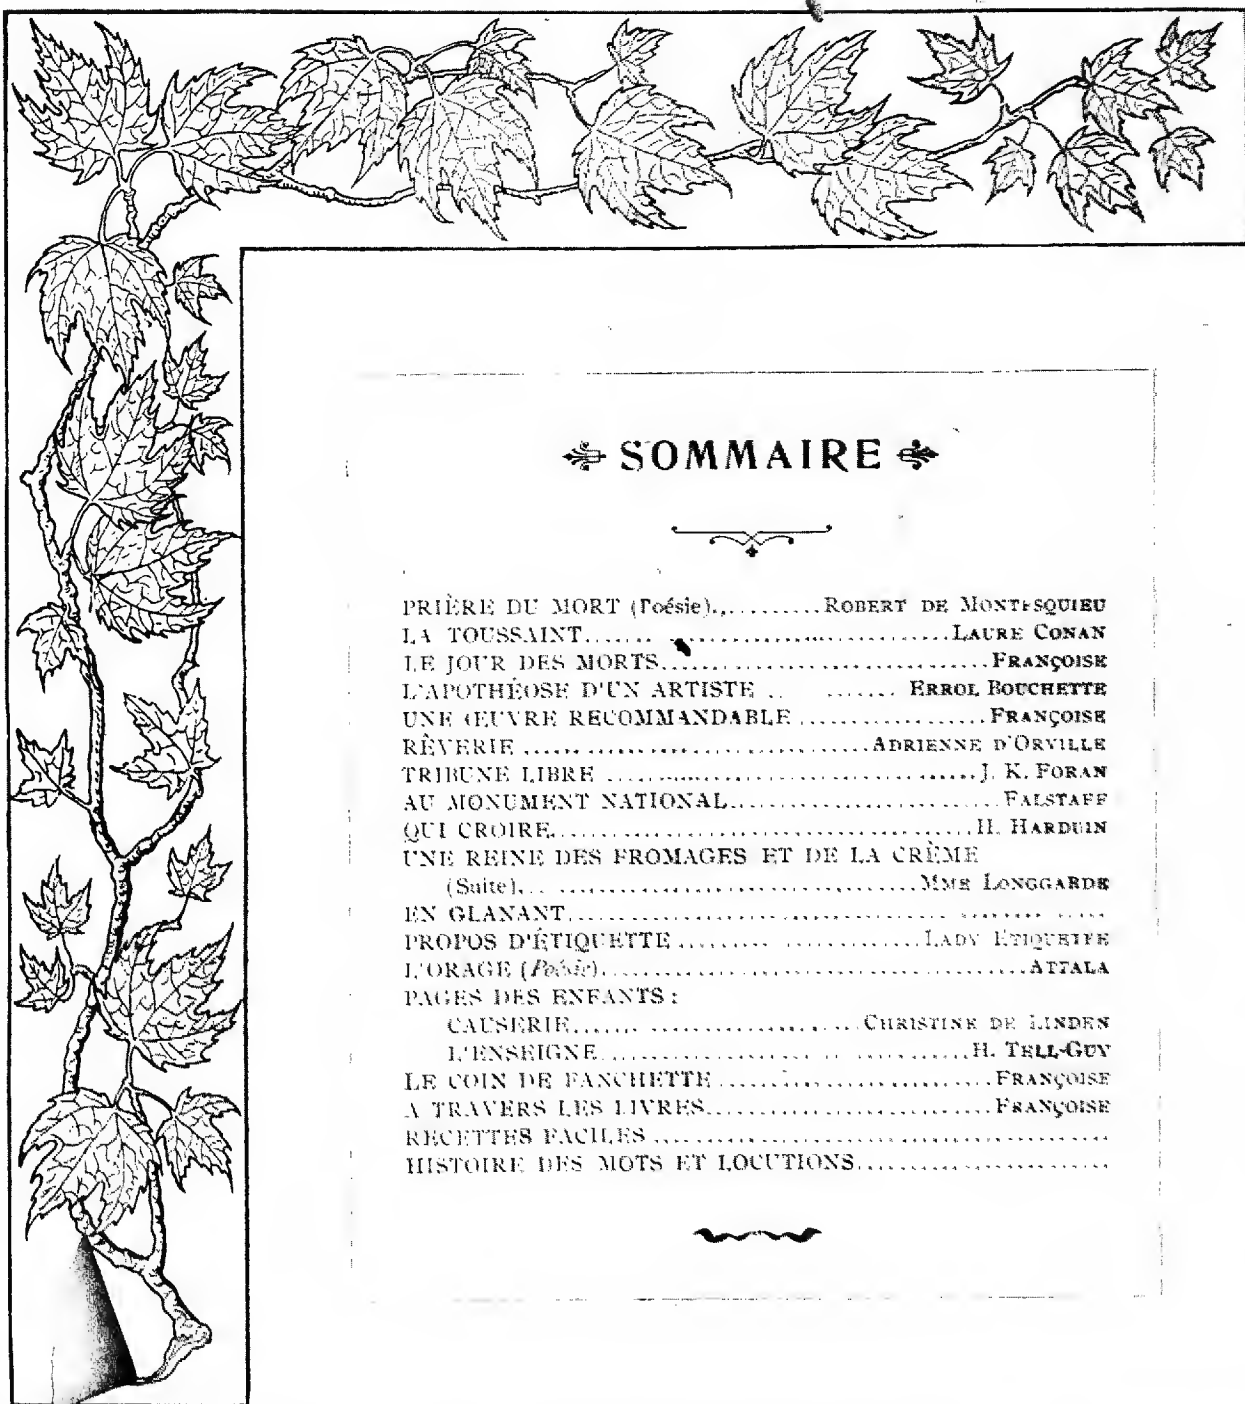 SOMMAIRE
PRIÈRE DU MORT (Poésie)..........ROBERT DE MONTESQUIEU
LA TOUSSAINT..............................LAURE CONAN
LE JOUR DES MORTS..............................FRANÇOISE
L'APOTHÉOSE D'UN ARTISTE .. ....... ERROL BOUCHETTE
UNE ŒUVRE RECOMMANDABLE .................FRANÇOISE
RÊVERIE ..............................ADRIENNE D'ORVILLE
TRIBUNE LIBRE ..............................J. K. FORAN
AU MONUMENT NATIONAL........................FALSTAFF
QUI CROIRE..............................H. HARDUIN
UNE REINE DES FROMAGES ET DE LA CRÈME
(Suite)... ..............................MME LONGGARDE
EN GLANANT..............................
PROPOS D'ÉTIQUETTE ......... .............LADY ETIQUETTE
L'ORAGE (Poésie)..............................ATTALA
PAGES DES ENFANTS :
CAUSERIE....... .....................CHRISTINE DE LINDEN
L'ENSEIGNE..............................H. TELL-GUY
LE COIN DE FANCHETTE .........................FRANÇOISE
A TRAVERS LES LIVRES..........................FRANÇOISE
RECETTES FACILES ..............................
HISTOIRE DES MOTS ET LOCUTIONS.......................